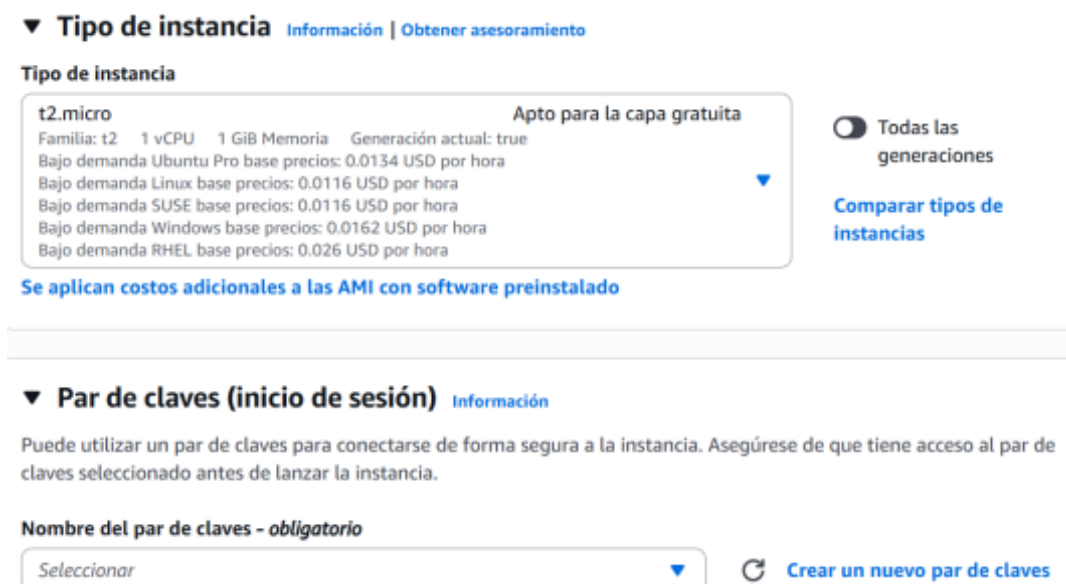 Tipo de instancia Información | Obtener asesoramiento
Tipo de instancia
t2.micro Apto para la capa gratuita
Familia: t2 1 vCPU 1 GiB Memoria Generación actual: true
Bajo demanda Ubuntu Pro base precios: 0.0134 USD por hora
Bajo demanda Linux base precios: 0.0116 USD por hora
Bajo demanda SUSE base precios: 0.0116 USD por hora
Bajo demanda Windows base precios: 0.0162 USD por hora
Bajo demanda RHEL base precios: 0.026 USD por hora
Todas las
generaciones
Comparar tipos de
instancias
Se aplican costos adicionales a las AMI con software preinstalado
Par de claves (inicio de sesión) Información
Puede utilizar un par de claves para conectarse de forma segura a la instancia. Asegúrese de que tiene acceso al par de
claves seleccionado antes de lanzar la instancia.
Nombre del par de claves - obligatorio
Seleccionar
Crear un nuevo par de claves